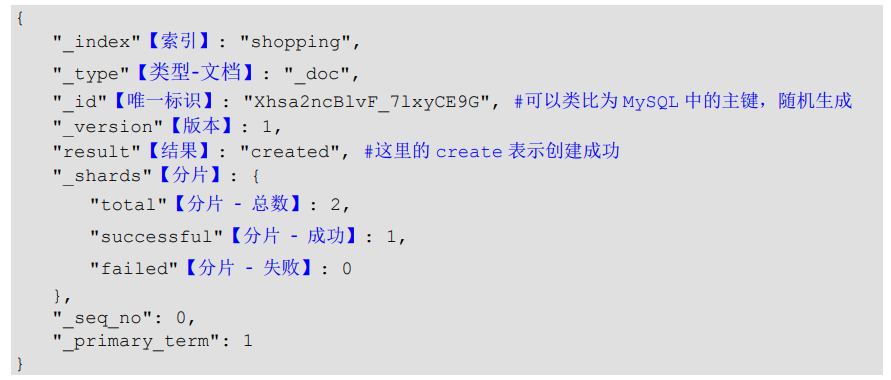 {
"_index"【索引】: "shopping",
"_type"【类型-文档】: "_doc",
"_id"【唯一标识】: "Xhsa2ncBlvF_7lxyCE9G", #可以类比为 MySQL 中的主键，随机生成
"_version"【版本】: 1,
"result"【结果】: "created", #这里的 create 表示创建成功
"_shards"【分片】: {
"total"【分片 - 总数】: 2,
"successful"【分片 - 成功】: 1,
"failed"【分片 - 失败】: 0
},
"_seq_no": 0,
"_primary_term": 1
}